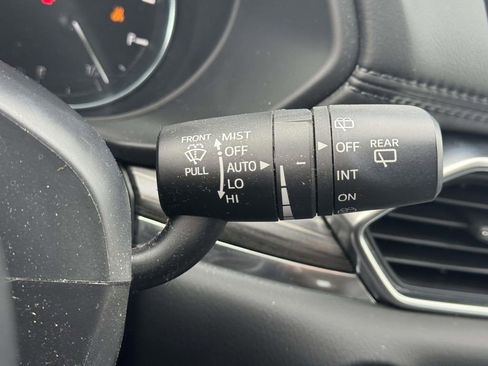 FRONT
PULL
MIST
OFF
AUTO
LO
HI
OFF
INT
ON
REAR